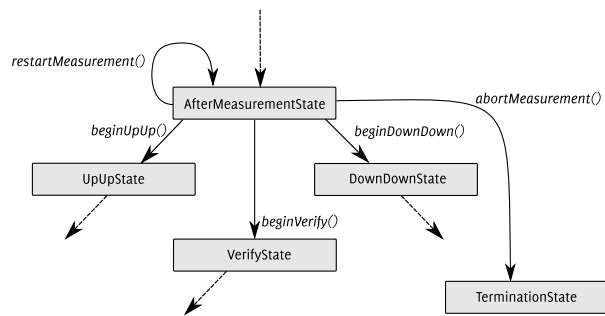 restartMeasurement()
AfterMeasurementState
abortMeasurement()
beginUpUp()
beginDownDown()
UpUpState
DownDownState
beginVerify()
VerifyState
TerminationState